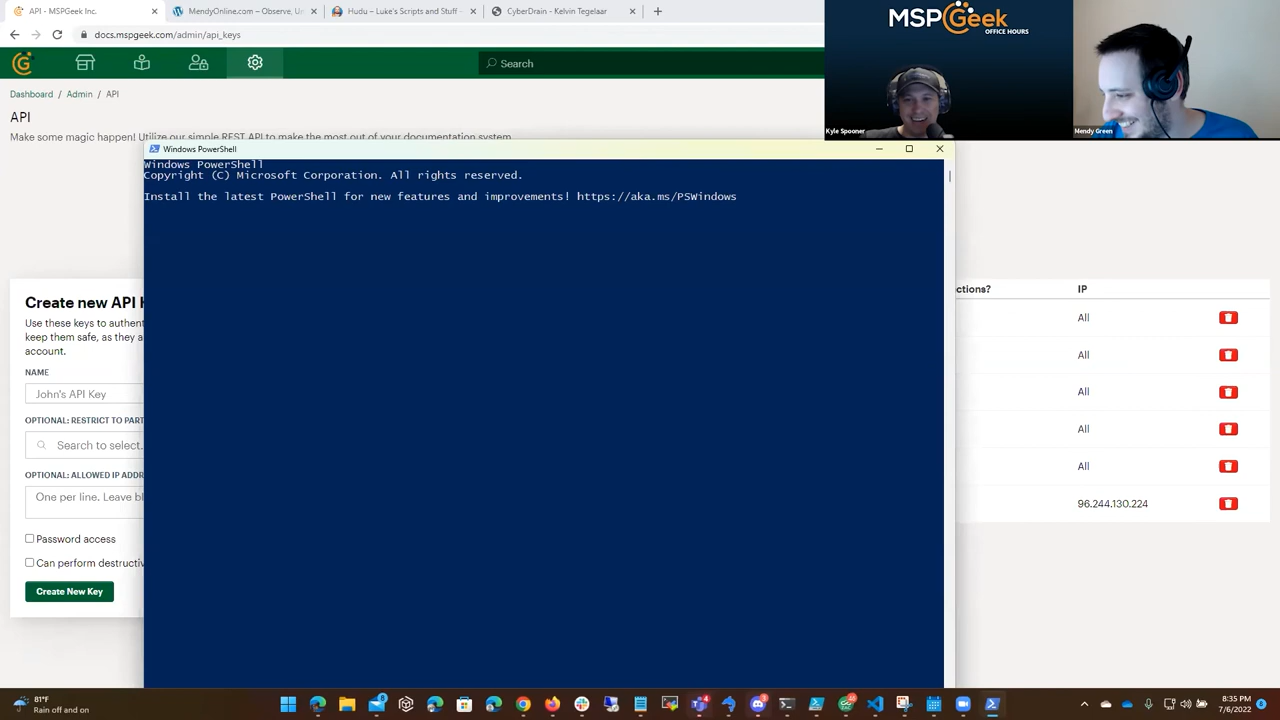 API - MSPGeek Inc.
MendyOnline.com – Observe, Un
Hudu – Luke's Scripts and Stuff –
CyberDrain - Kelvin Tegelaar
docs.mspgeek.com/admin/api_keys
Search
MSPGeek
OFFICE HOURS
Kyle Spooner
Mendy Green
Dashboard / Admin / API
API
Make some magic happen! Utilize our simple REST API to make the most out of your documentation system.
Windows PowerShell
Windows PowerShell
Copyright (C) Microsoft Corporation. All rights reserved.
Install the latest PowerShell for new features and improvements! https://aka.ms/PSWindows
Create new API
Use these keys to authent
keep them safe, as they a
account.
NAME
John's API Key
OPTIONAL: RESTRICT TO PART
Search to select.
OPTIONAL: ALLOWED IP ADDR
One per line. Leave bl
Password access
Can perform destructiv
Create New Key
ctions?
IP
All
All
All
All
All
96.244.130.224
81°F
Rain off and on
8:35 PM
7/6/2022